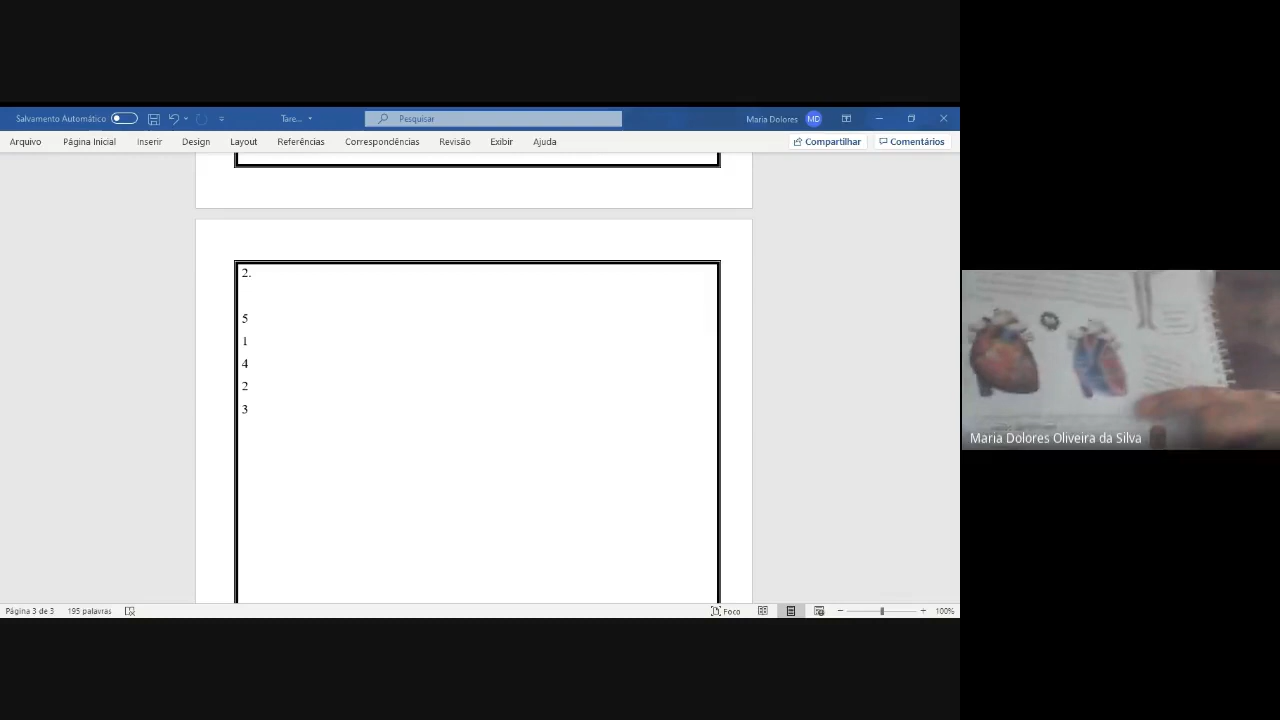 Salvamento Automático
Tare...
Pesquisar
Maria Dolores
MD
Arquivo
Página Inicial
Inserir
Design
Layout
Referências
Correspondências
Revisão
Exibir
Ajuda
Compartilhar
Comentários
2.
5
1
4
2
3
Maria Dolores Oliveira da Silva
Página 3 de 3
195 palavras
Foco
100%